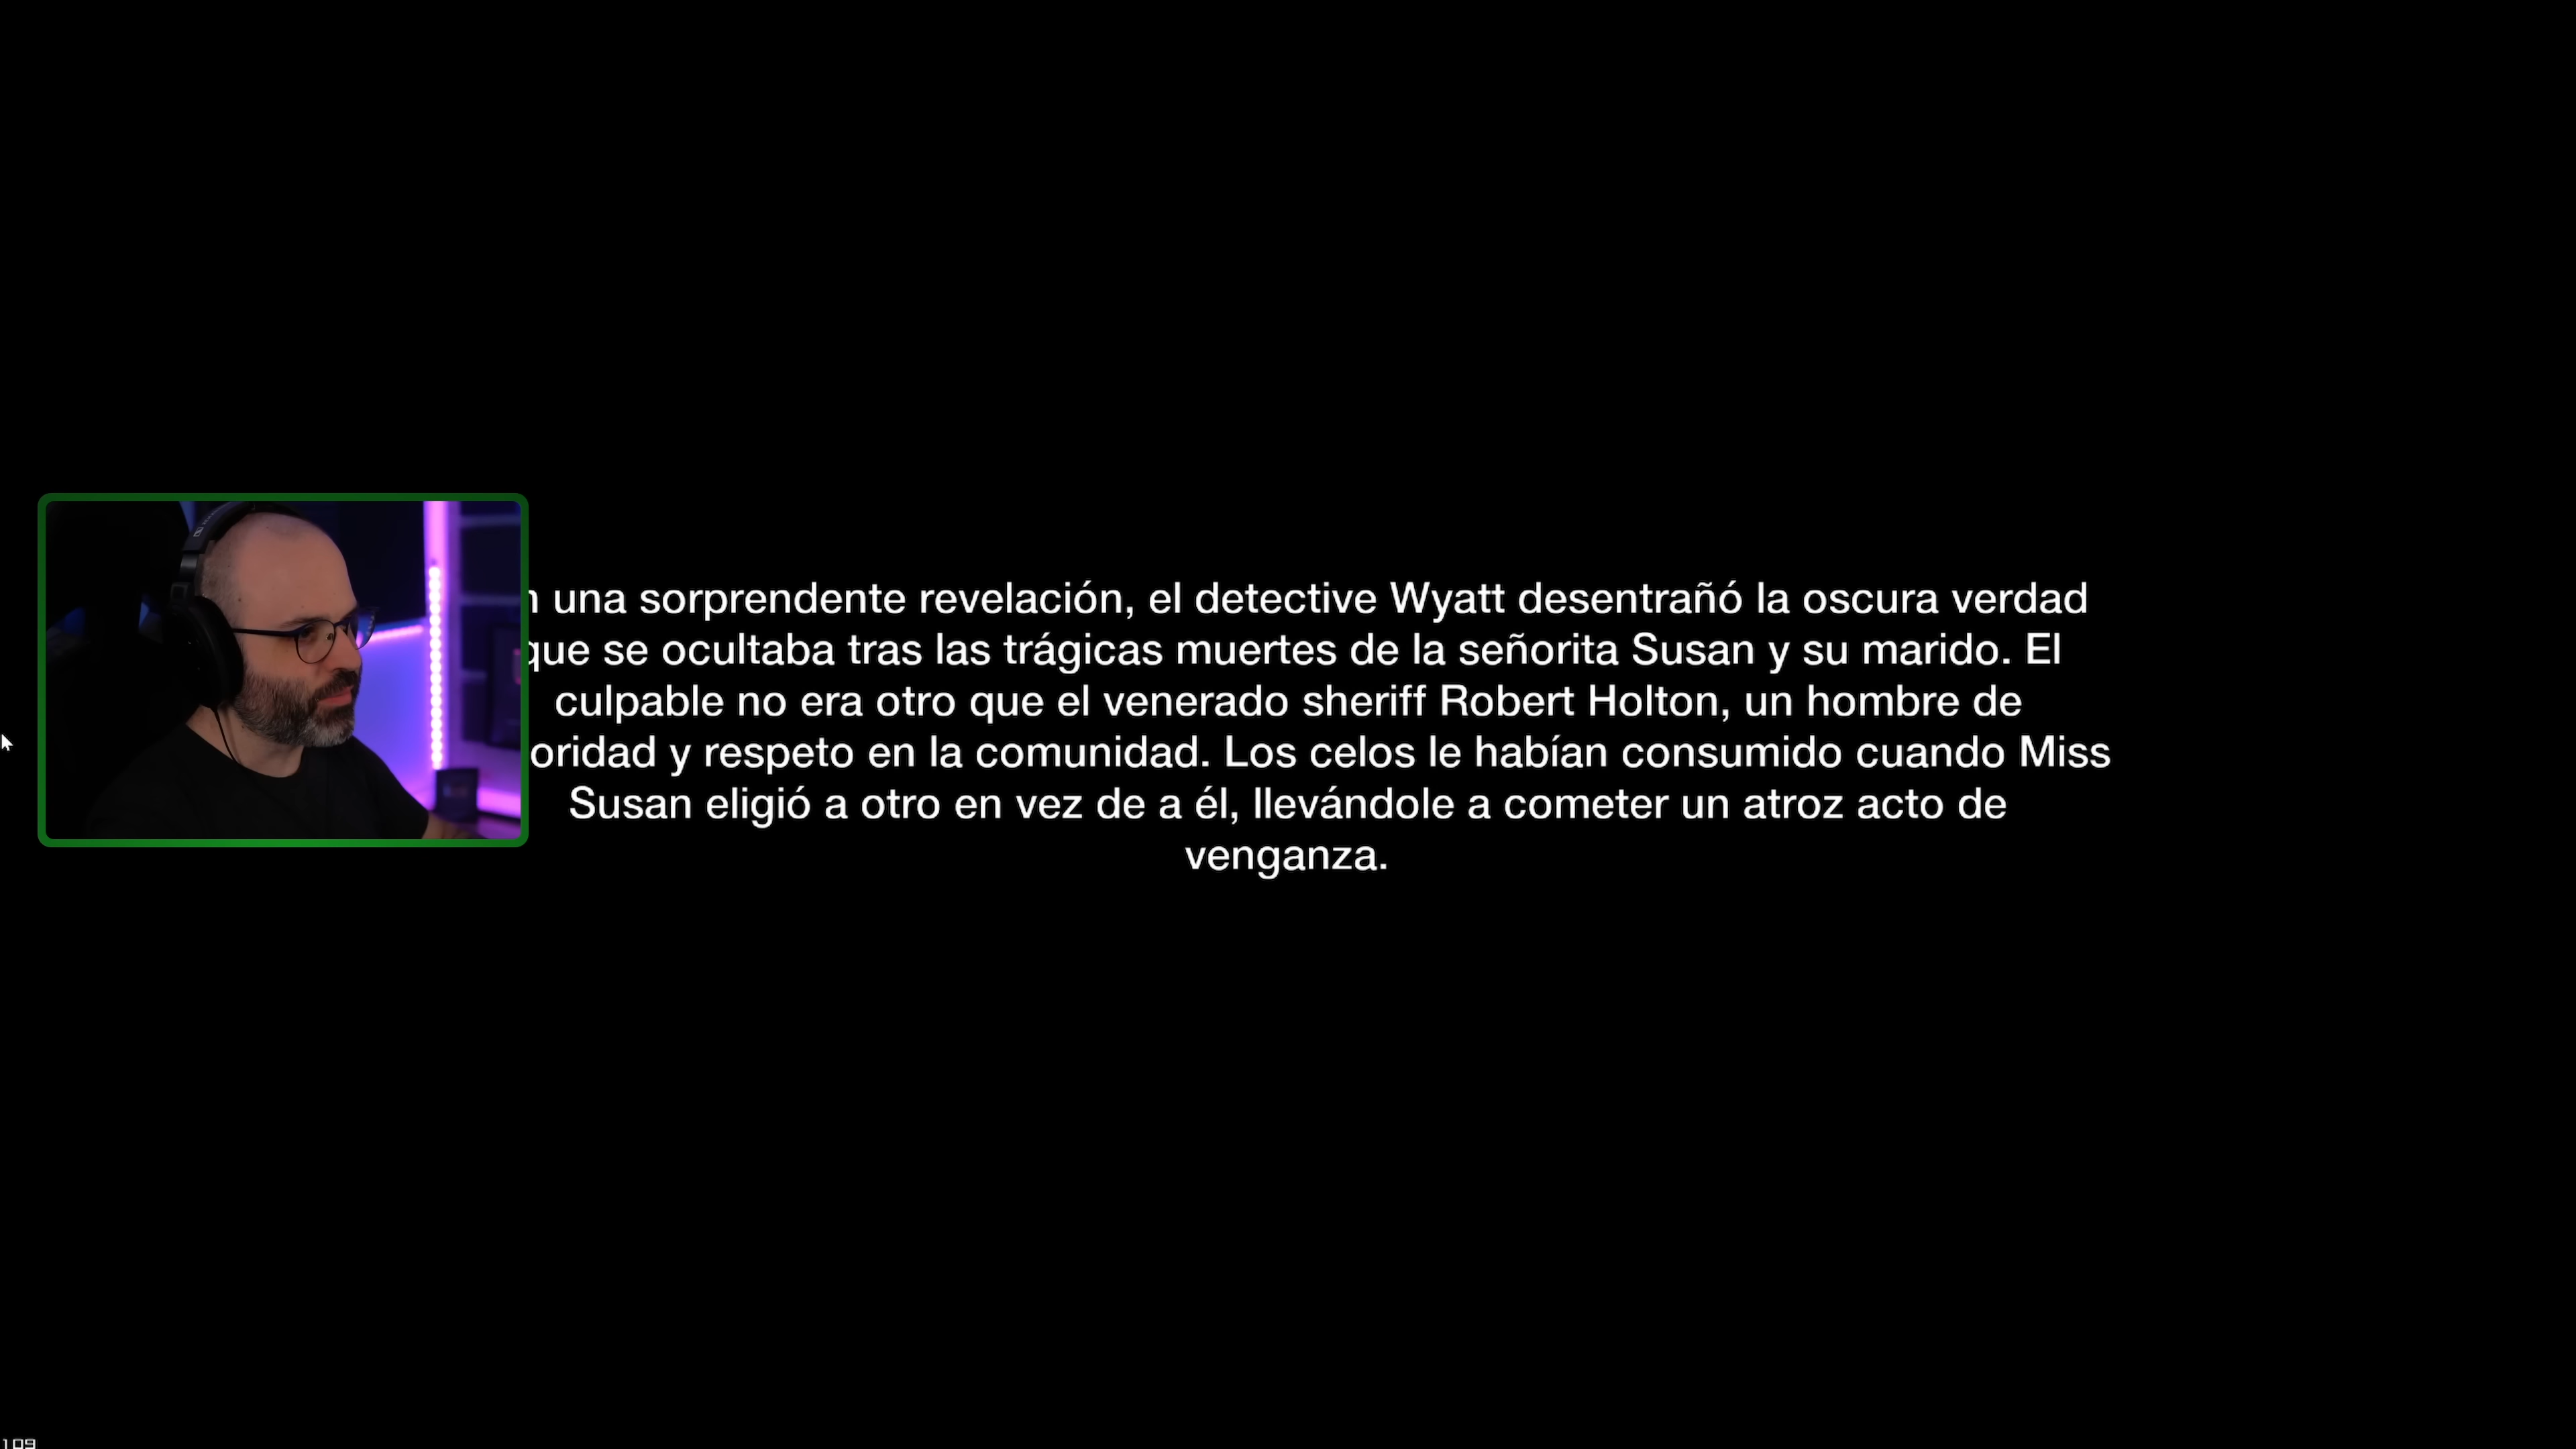 una sorprendente revelación, el detective Wyatt desentrañó la oscura verdad
que se ocultaba tras las trágicas muertes de la señorita Susan y su marido. El
culpable no era otro que el venerado sheriff Robert Holton, un hombre de
y respeto en la comunidad. Los celos le habían consumido cuando Miss
Susan eligió a otro en vez de a él, llevándole a cometer un atroz acto de
venganza.